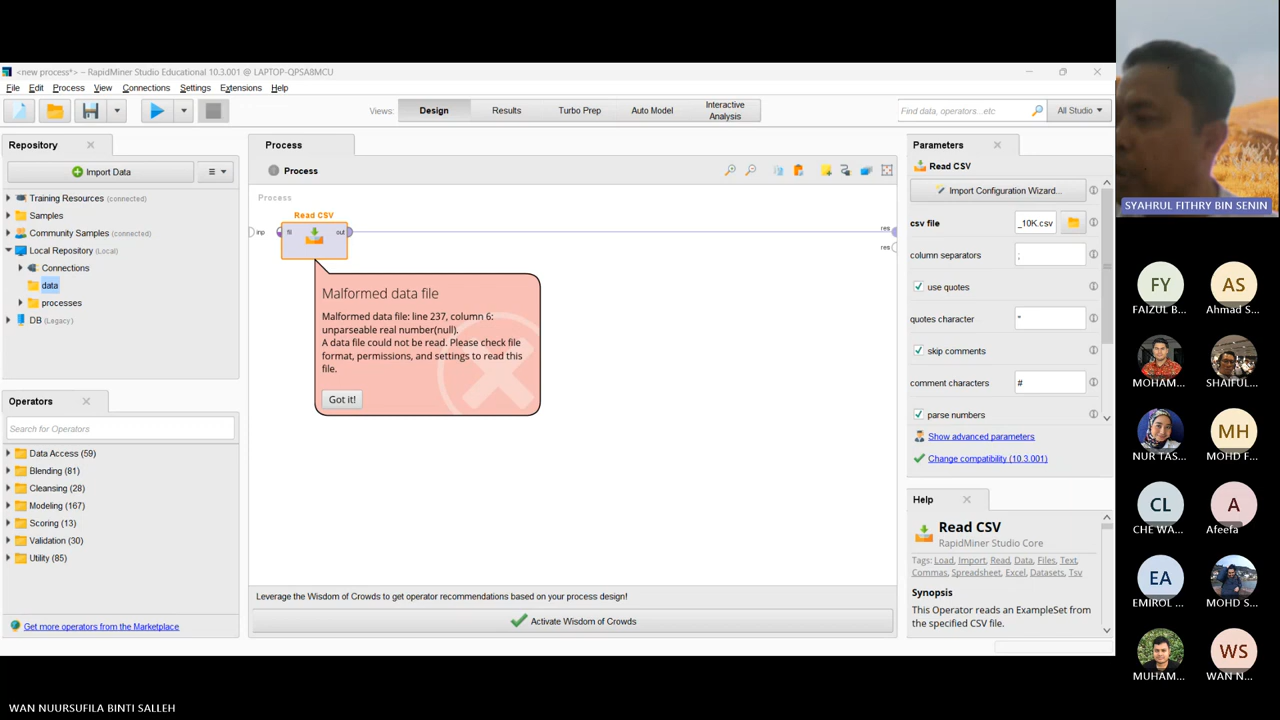 <new process*> – RapidMiner Studio Educational 10.3.001 @ LAPTOP-QPSA8MCU
File Edit Process View Connections Settings Extensions Help
Views: Design Results Turbo Prep Auto Model Interactive Analysis
Find data, operators...etc All Studio
Repository
Import Data
Training Resources (connected)
Samples
Community Samples (connected)
Local Repository (Local)
Connections
data
processes
DB (Legacy)
Operators
Search for Operators
Data Access (59)
Blending (81)
Cleansing (28)
Modeling (167)
Scoring (13)
Validation (30)
Utility (85)
Get more operators from the Marketplace
Process
Process
Process
Read CSV
inp fil out res
res
Malformed data file
Malformed data file: line 237, column 6:
unparseable real number(null).
A data file could not be read. Please check file
format, permissions, and settings to read this
file.
Got it!
Leverage the Wisdom of Crowds to get operator recommendations based on your process design!
Activate Wisdom of Crowds
Parameters
Read CSV
Import Configuration Wizard...
csv file _10K.csv
column separators ;
use quotes
quotes character "
skip comments
comment characters #
parse numbers
Show advanced parameters
Change compatibility (10.3.001)
Help
Read CSV
RapidMiner Studio Core
Tags: Load, Import, Read, Data, Files, Text,
Commas, Spreadsheet, Excel, Datasets, Tsv
Synopsis
This Operator reads an ExampleSet from
the specified CSV file.
SYAHRUL FITHRY BIN SENIN
FY AS
FAIZUL B... Ahmad S...
MOHAM... SHAIFUL...
MH
NUR TAS... MOHD F...
CL A
CHE WA... Afeefa
EA
EMIROL ... MOHD S...
WS
MUHAM... WAN N...
WAN NUURSUFILA BINTI SALLEH